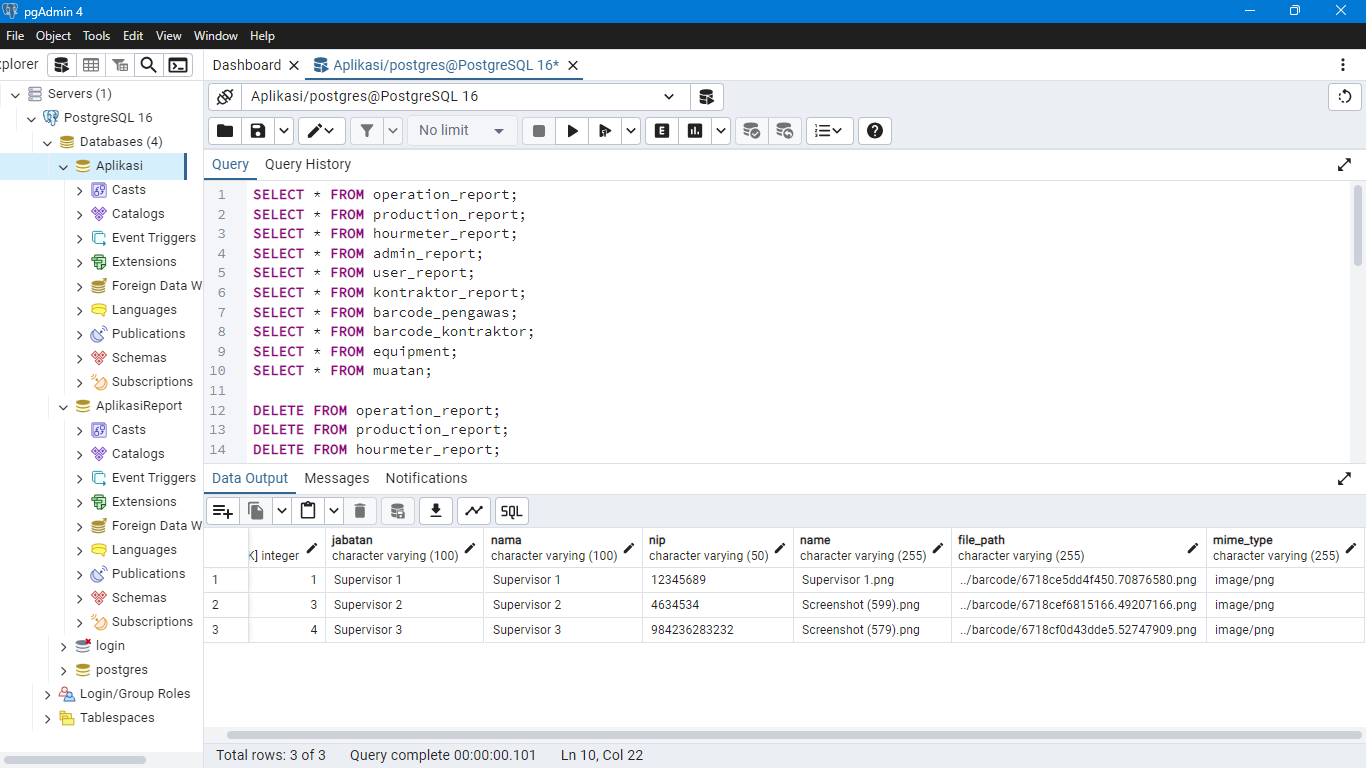 pgAdmin 4
File Object Tools Edit View Window Help
plorer
Dashboard
Aplikasi/postgres@PostgreSQL 16*
Servers (1)
PostgreSQL 16
Databases (4)
Aplikasi
Casts
Catalogs
Event Triggers
Extensions
Foreign Data W
Languages
Publications
Schemas
Subscriptions
AplikasiReport
Casts
Catalogs
Event Triggers
Extensions
Foreign Data W
Languages
Publications
Schemas
Subscriptions
login
postgres
Login/Group Roles
Tablespaces
Aplikasi/postgres@PostgreSQL 16
No limit
E
Query Query History
1 SELECT * FROM operation_report;
2 SELECT * FROM production_report;
3 SELECT * FROM hourmeter_report;
4 SELECT * FROM admin_report;
5 SELECT * FROM user_report;
6 SELECT * FROM kontraktor_report;
7 SELECT * FROM barcode_pengawas;
8 SELECT * FROM barcode_kontraktor;
9 SELECT * FROM equipment;
10 SELECT * FROM muatan;
11
12 DELETE FROM operation_report;
13 DELETE FROM production_report;
14 DELETE FROM hourmeter_report;
Data Output Messages Notifications
SQL
jabatan nama nip name file_path mime_type
K] integer character varying (100) character varying (100) character varying (50) character varying (255) character varying (255) character varying (255)
1 1 Supervisor 1 Supervisor 1 12345689 Supervisor 1.png ../barcode/6718ce5dd4f450.70876580.png image/png
2 3 Supervisor 2 Supervisor 2 4634534 Screenshot (599).png ../barcode/6718cef6815166.49207166.png image/png
3 4 Supervisor 3 Supervisor 3 984236283232 Screenshot (579).png ../barcode/6718cf0d43dde5.52747909.png image/png
Total rows: 3 of 3 Query complete 00:00:00.101 Ln 10, Col 22